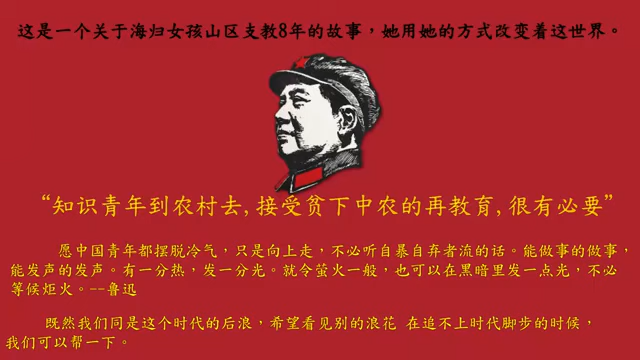 这是一个关于海归女孩山区支教8年的故事，她用她的方式改变着这世界。
“知识青年到农村去,接受贫下中农的再教育,很有必要”
愿中国青年都摆脱冷气，只是向上走，不必听自暴自弃者流的话。能做事的做事，
能发声的发声。有一分热，发一分光。就令萤火一般，也可以在黑暗里发一点光，不必
等候炬火。--鲁迅
既然我们同是这个时代的后浪，希望看见别的浪花 在追不上时代脚步的时候，
我们可以帮一下。